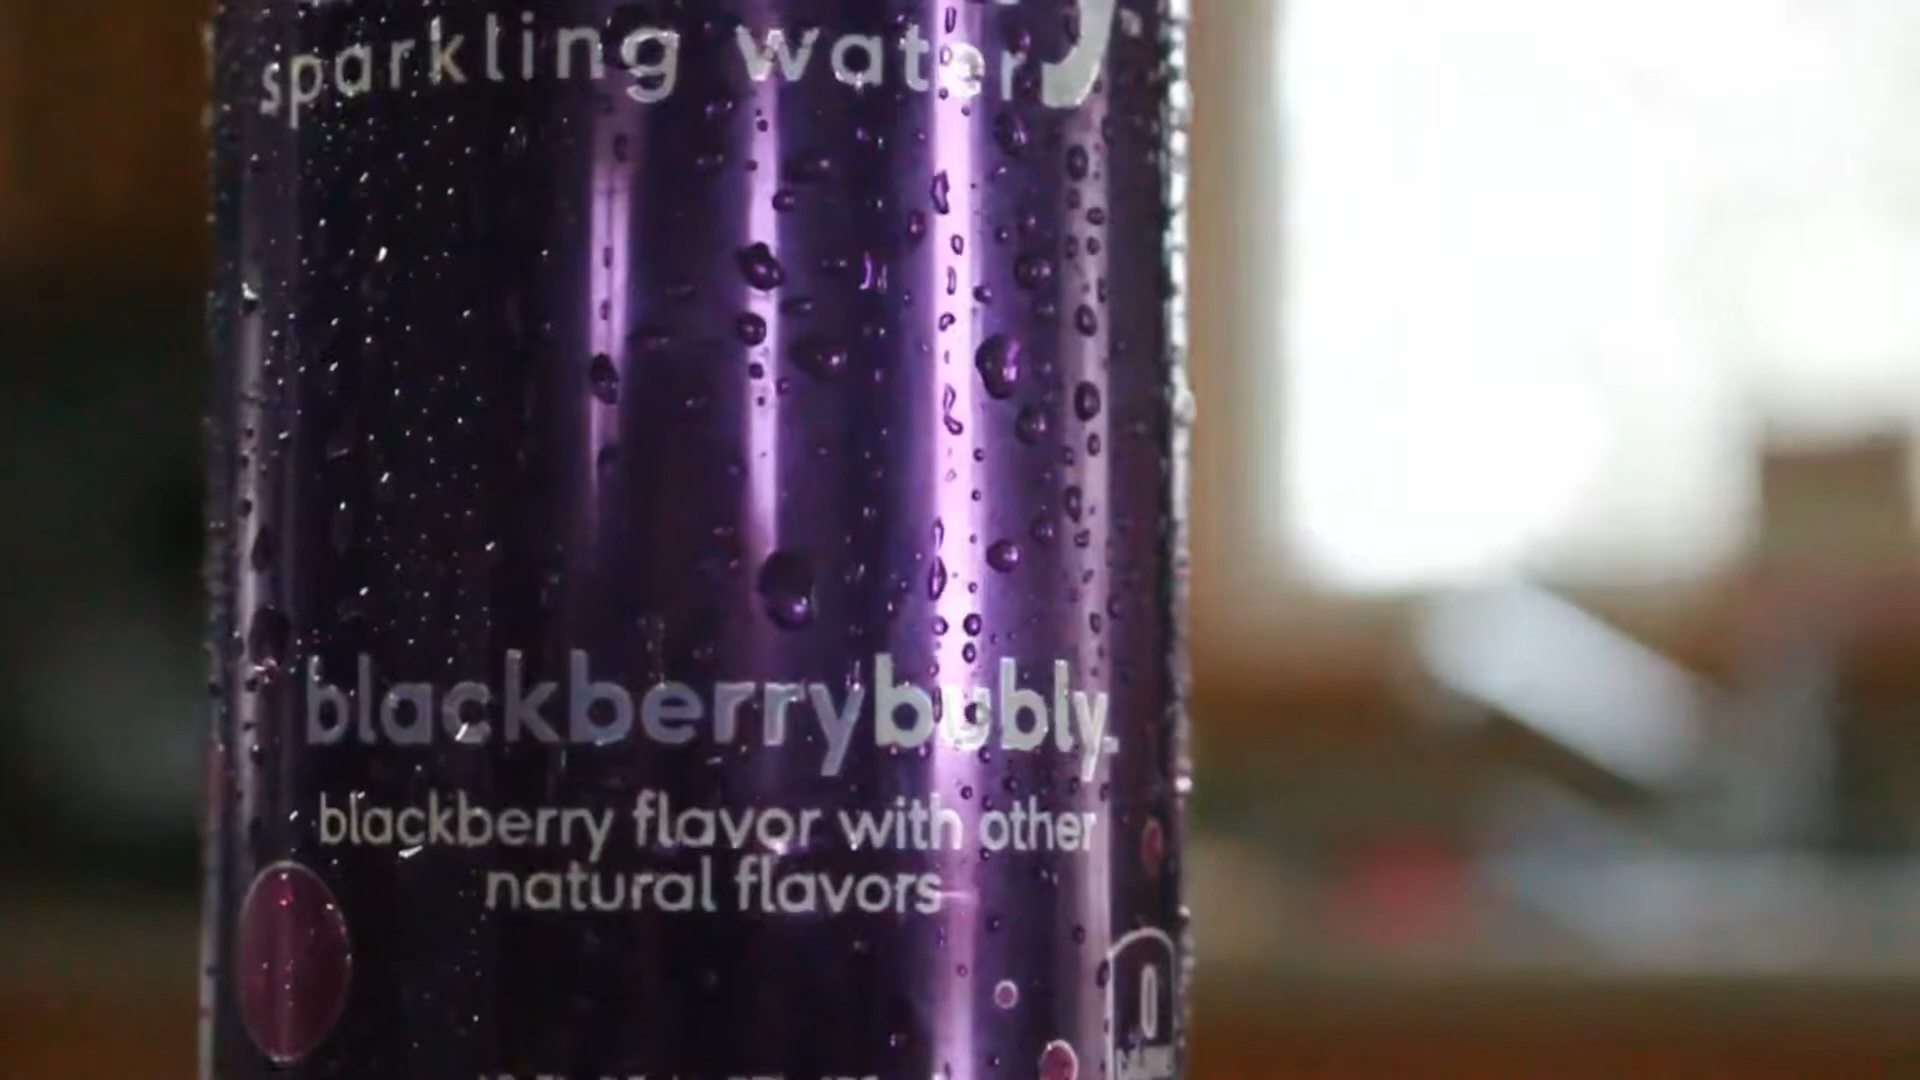 sparkling water
blackberrybubly.
blackberry flavor with other
natural flavors
0